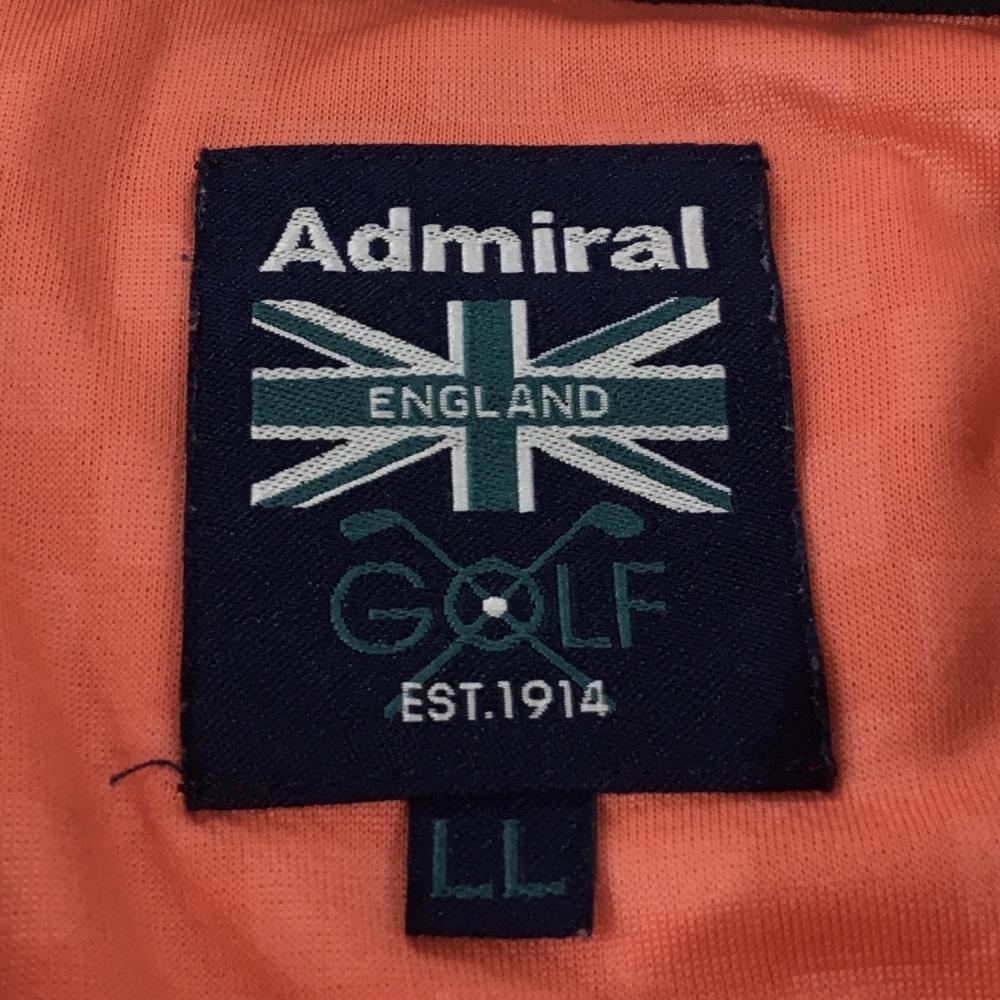 Admiral
ENGLAND
GOLF
EST.1914
LL